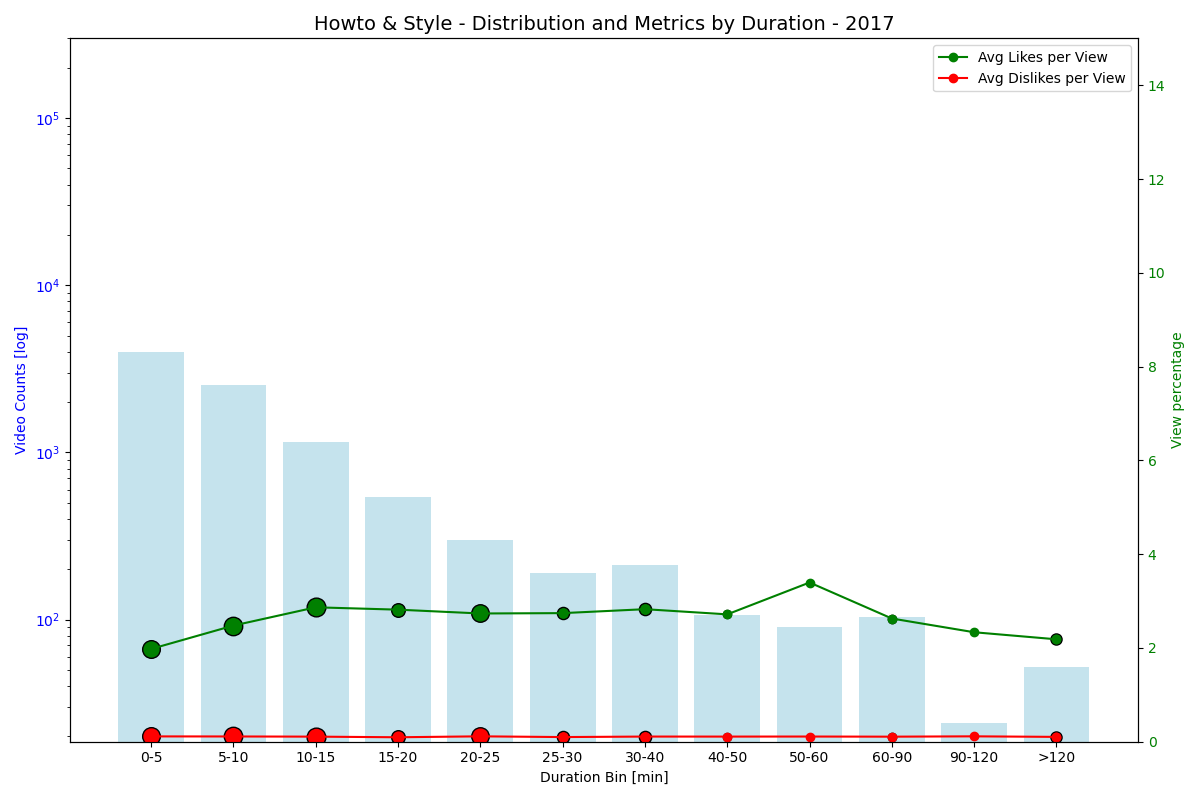 Howto & Style - Distribution and Metrics by Duration - 2017
Avg Likes per View
Avg Dislikes per View
Video Counts [log]
10^5
10^4
10^3
10^2
View percentage
14
12
10
8
6
4
2
0
0-5 5-10 10-15 15-20 20-25 25-30 30-40 40-50 50-60 60-90 90-120 >120
Duration Bin [min]